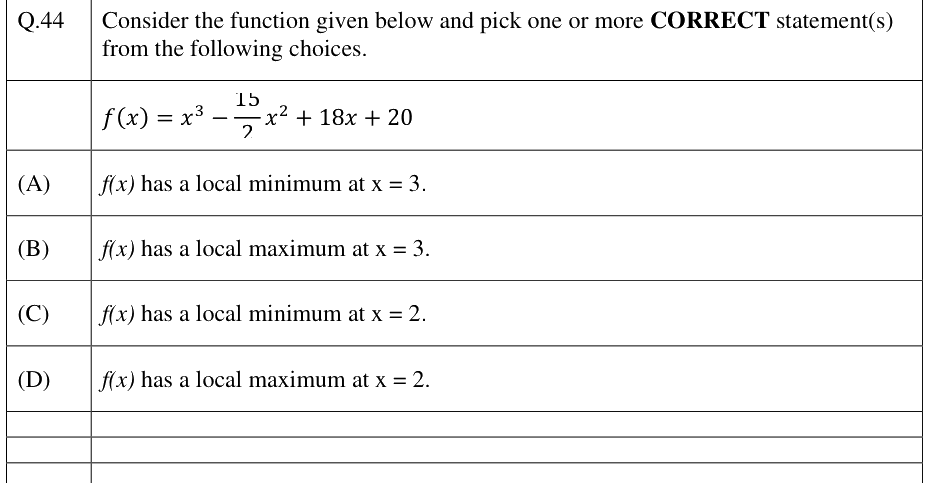 Q.44 Consider the function given below and pick one or more CORRECT statement(s)
from the following choices.
f(x) = x³ − 15/2 x² + 18x + 20
(A) f(x) has a local minimum at x = 3.
(B) f(x) has a local maximum at x = 3.
(C) f(x) has a local minimum at x = 2.
(D) f(x) has a local maximum at x = 2.